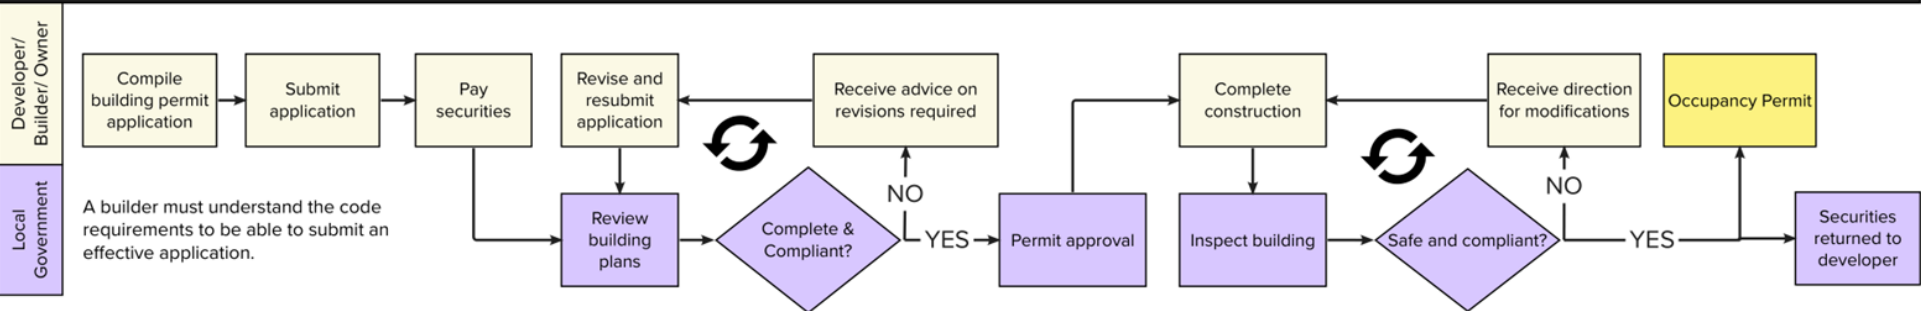 Developer/
Builder/ Owner
Compile
building permit
application
Submit
application
Pay
securities
Revise and
resubmit
application
Receive advice on
revisions required
Complete
construction
Receive direction
for modifications
Occupancy Permit
Local
Government
A builder must understand the code
requirements to be able to submit an
effective application.
Review
building
plans
Complete &
Compliant?
NO
YES
Permit approval
Inspect building
Safe and compliant?
NO
YES
Securities
returned to
developer